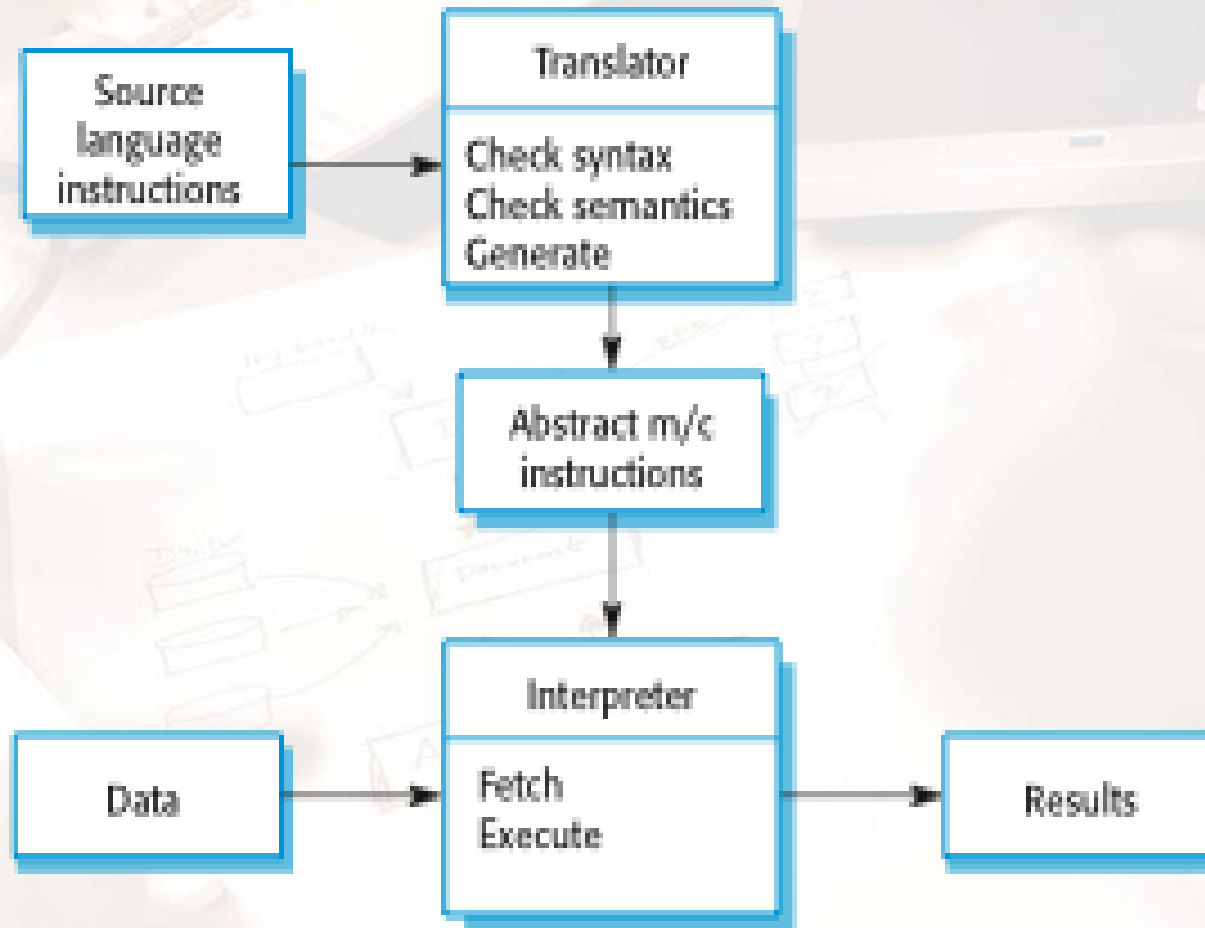 Source
language
instructions
Translator
Check syntax
Check semantics
Generate
Abstract m/c
instructions
Interpreter
Fetch
Execute
Data
Results